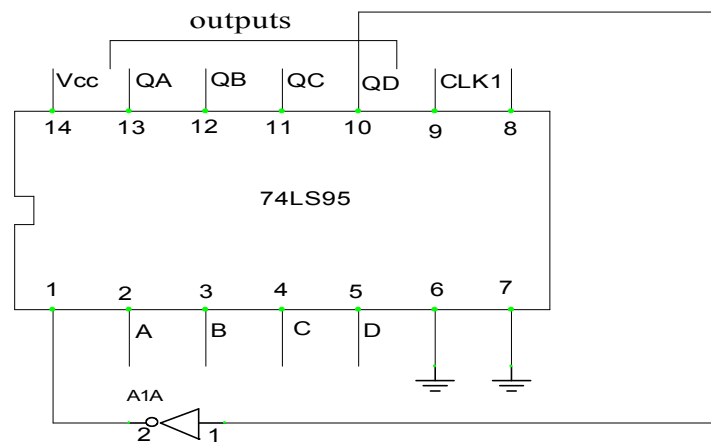 outputs
Vcc QA QB QC QD CLK1
14 13 12 11 10 9 8
74LS95
1 2 3 4 5 6 7
A B C D
A1A
2 1